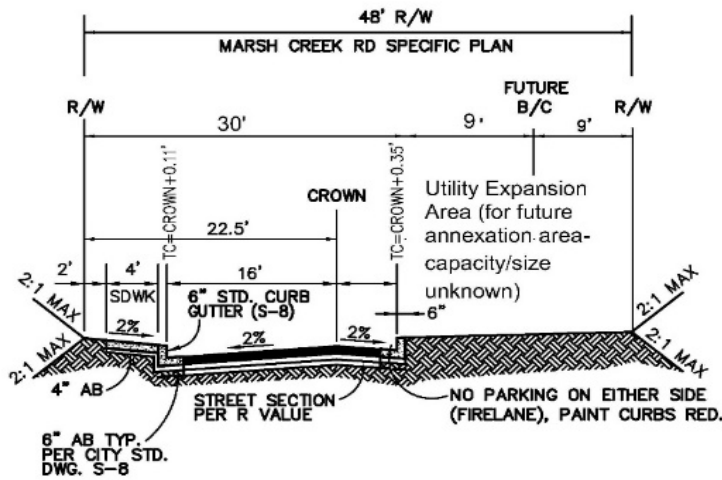 48' R/W
MARSH CREEK RD SPECIFIC PLAN
FUTURE
B/C
R/W
R/W
30'
9'
9'
TC=CROWN+0.11'
CROWN
TC=CROWN+0.35'
Utility Expansion
Area (for future
annexation area-
capacity/size
unknown)
22.5'
2'
4'
16'
SDWK
6" STD. CURB
GUTTER (S-8)
6"
2:1 MAX
2:1 MAX
2%
2%
2%
2:1 MAX
2:1 MAX
4" AB
STREET SECTION
PER R VALUE
NO PARKING ON EITHER SIDE
(FIRELANE), PAINT CURBS RED.
6" AB TYP.
PER CITY STD.
DWG. S-8